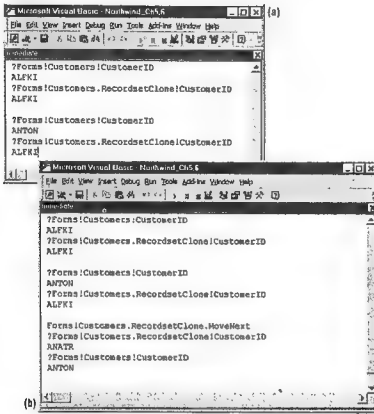 Microsoft Visual Basic - Northwind_Ch5,6
(a)
File Edit View Insert Debug Run Tools Add-Ins Window Help
Immediate
?Forms!Customers!CustomerID
ALFKI
?Forms!Customers.RecordsetClone!CustomerID
ALFKI
?Forms!Customers!CustomerID
ANTON
?Forms!Customers.RecordsetClone!CustomerID
ALFKI
Microsoft Visual Basic - Northwind_Ch5,6
File Edit View Insert Debug Run Tools Add-Ins Window Help
Immediate
?Forms!Customers!CustomerID
ALFKI
?Forms!Customers.RecordsetClone!CustomerID
ALFKI
?Forms!Customers!CustomerID
ANTON
?Forms!Customers.RecordsetClone!CustomerID
ALFKI
Forms!Customers.RecordsetClone.MoveNext
?Forms!Customers.RecordsetClone!CustomerID
ANATR
?Forms!Customers!CustomerID
ANTON
(b)